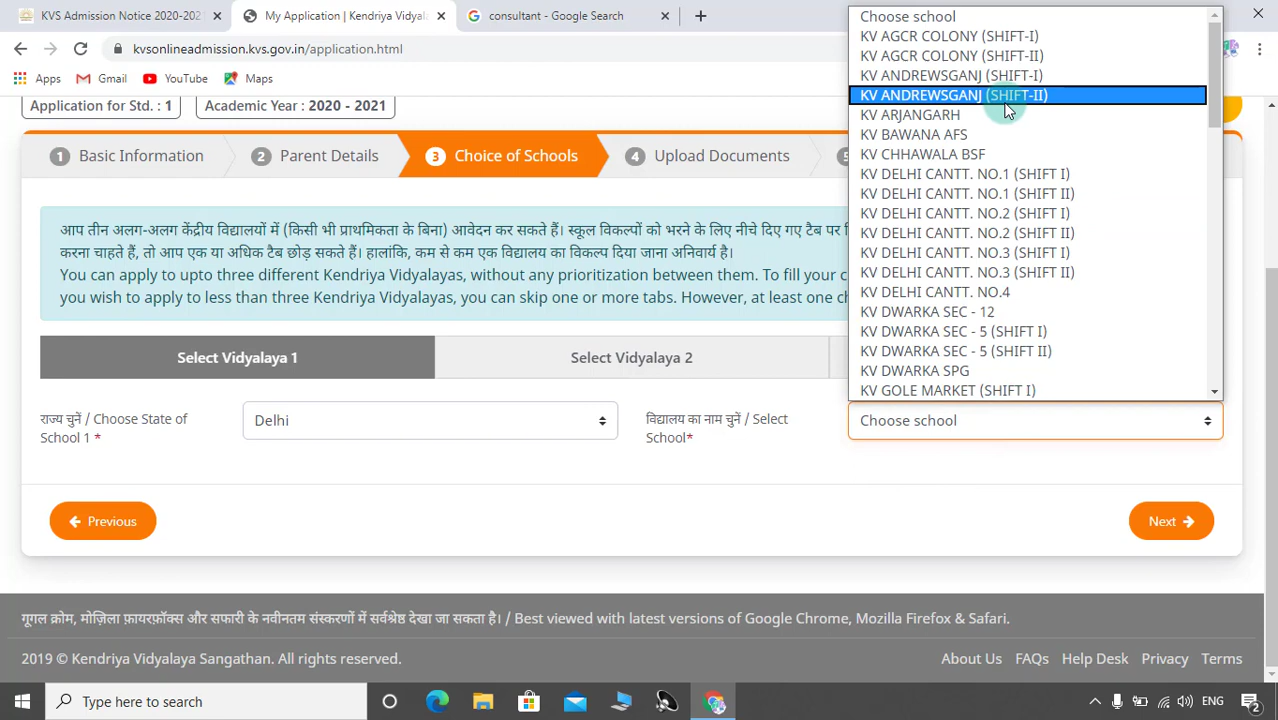 KVS Admission Notice 2020-202
My Application | Kendriya Vidyal
consultant - Google Search
kvsonlineadmission.kvs.gov.in/application.html
Apps
Gmail
YouTube
Maps
Application for Std. : 1
Academic Year : 2020 - 2021
1 Basic Information
2 Parent Details
3 Choice of Schools
4 Upload Documents
5
आप तीन अलग-अलग केंद्रीय विद्यालयों में (किसी भी प्राथमिकता के बिना) आवेदन कर सकते हैं। स्कूल विकल्पों को भरने के लिए नीचे दिए गए टैब पर
करना चाहते हैं, तो आप एक या अधिक टैब छोड़ सकते हैं। हालांकि, कम से कम एक विद्यालय का विकल्प दिया जाना अनिवार्य है।
You can apply to upto three different Kendriya Vidyalayas, without any prioritization between them. To fill your c
you wish to apply to less than three Kendriya Vidyalayas, you can skip one or more tabs. However, at least one ch
Select Vidyalaya 1
Select Vidyalaya 2
राज्य चुनें / Choose State of
School 1 *
Delhi
विद्यालय का नाम चुनें / Select
School*
Choose school
Choose school
KV AGCR COLONY (SHIFT-I)
KV AGCR COLONY (SHIFT-II)
KV ANDREWSGANJ (SHIFT-I)
KV ANDREWSGANJ (SHIFT-II)
KV ARJANGARH
KV BAWANA AFS
KV CHHAWALA BSF
KV DELHI CANTT. NO.1 (SHIFT I)
KV DELHI CANTT. NO.1 (SHIFT II)
KV DELHI CANTT. NO.2 (SHIFT I)
KV DELHI CANTT. NO.2 (SHIFT II)
KV DELHI CANTT. NO.3 (SHIFT I)
KV DELHI CANTT. NO.3 (SHIFT II)
KV DELHI CANTT. NO.4
KV DWARKA SEC - 12
KV DWARKA SEC - 5 (SHIFT I)
KV DWARKA SEC - 5 (SHIFT II)
KV DWARKA SPG
KV GOLE MARKET (SHIFT I)
Previous
Next
गूगल क्रोम, मोज़िला फ़ायरफ़ॉक्स और सफारी के नवीनतम संस्करणों में सर्वश्रेष्ठ देखा जा सकता है। / Best viewed with latest versions of Google Chrome, Mozilla Firefox & Safari.
2019 © Kendriya Vidyalaya Sangathan. All rights reserved.
About Us FAQs Help Desk Privacy Terms
Type here to search
ENG
2